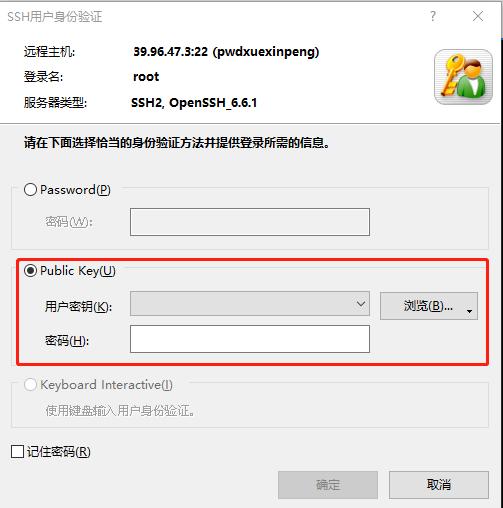 SSH用户身份验证 ? ×
远程主机: 39.96.47.3:22 (pwdxuexinpeng)
登录名: root
服务器类型: SSH2, OpenSSH_6.6.1
请在下面选择恰当的身份验证方法并提供登录所需的信息。
Password(P)
密码(W):
Public Key(U)
用户密钥(K): 浏览(B)...
密码(H):
Keyboard Interactive(I)
使用键盘输入用户身份验证。
记住密码(R)
确定 取消